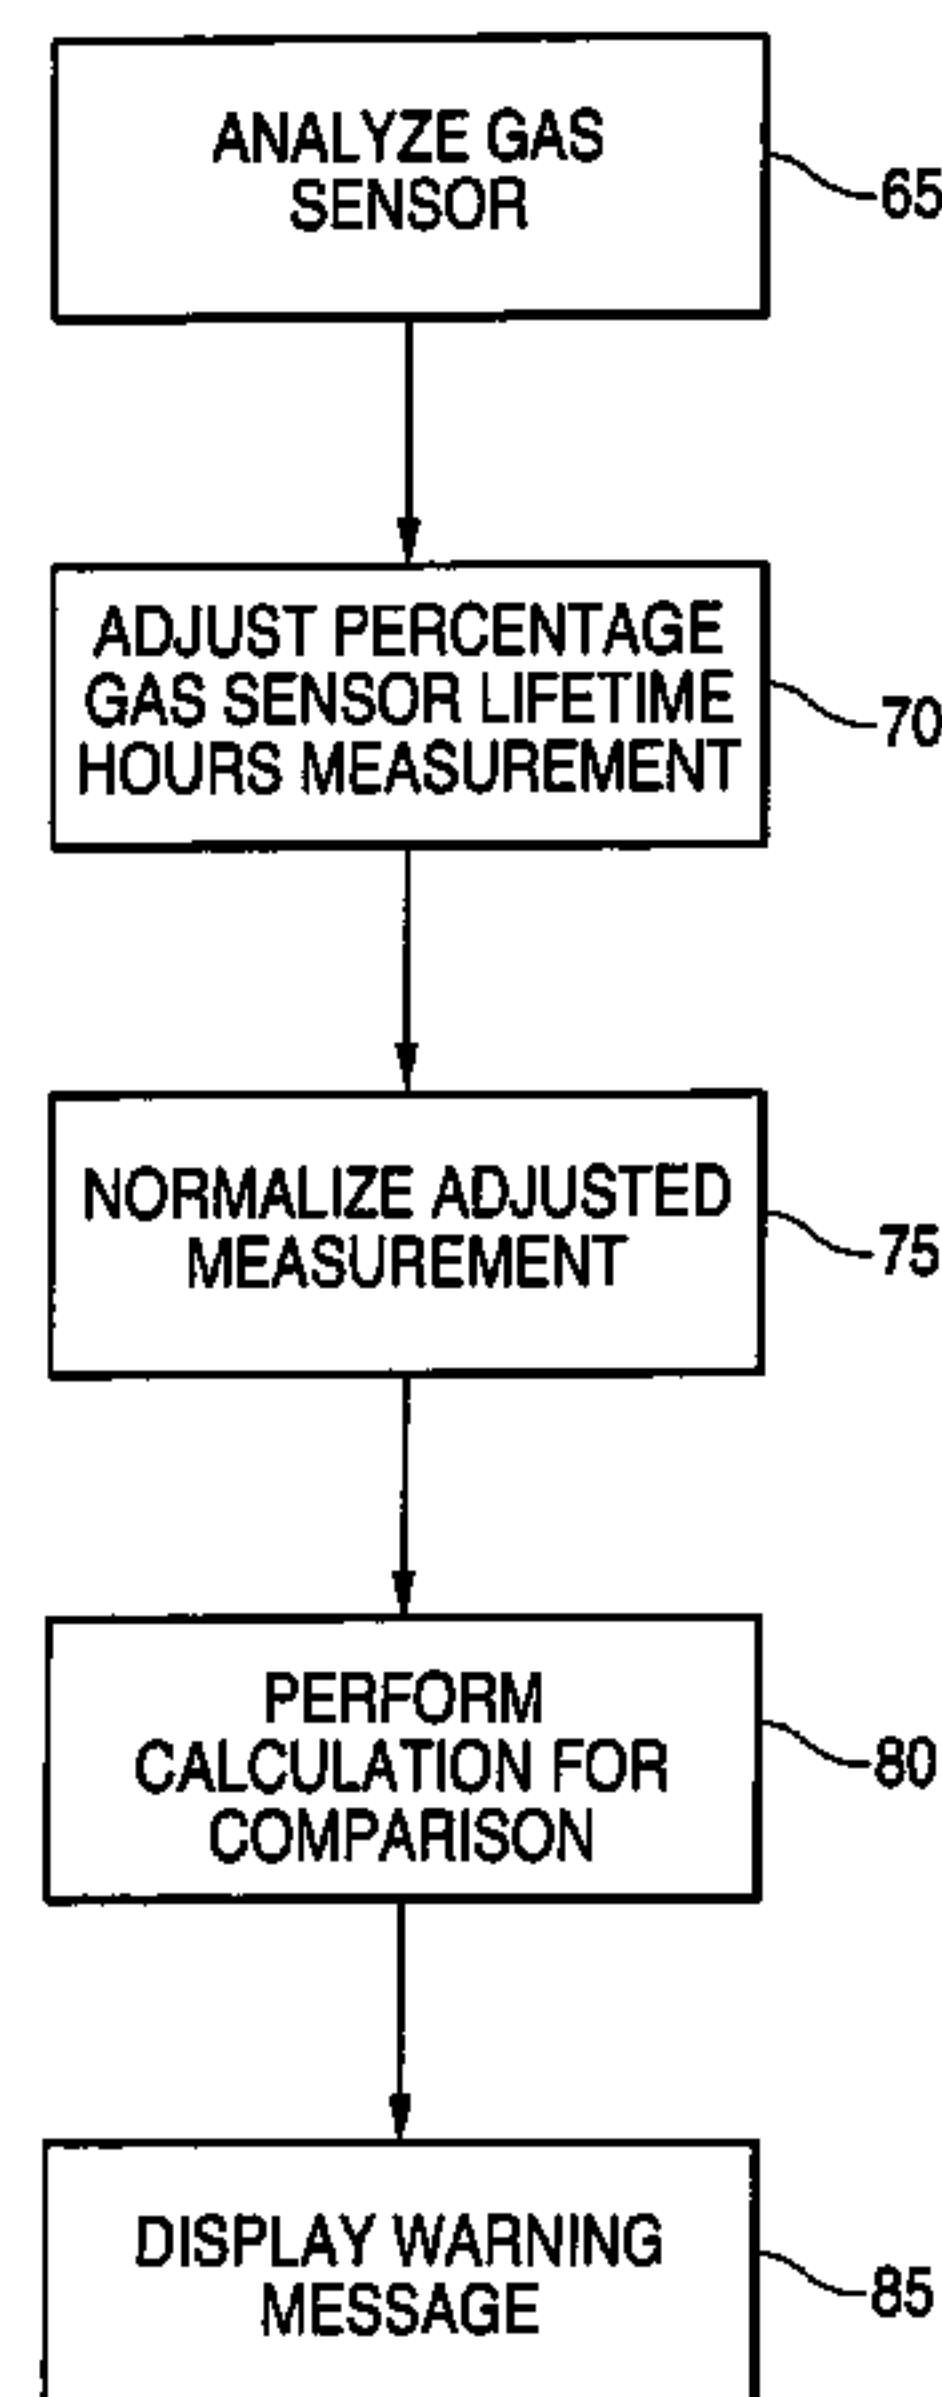 ANALYZE GAS
SENSOR
65
ADJUST PERCENTAGE
GAS SENSOR LIFETIME
HOURS MEASUREMENT
70
NORMALIZE ADJUSTED
MEASUREMENT
75
PERFORM
CALCULATION FOR
COMPARISON
80
DISPLAY WARNING
MESSAGE
85